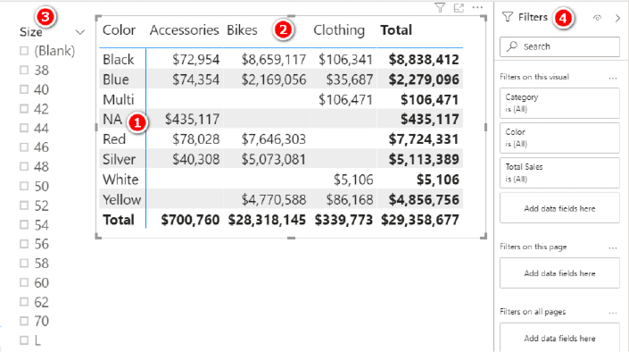 3
Size
(Blank)
38
40
42
44
46
48
50
52
54
56
58
60
62
70
L
Color Accessories Bikes 2 Clothing Total
Black $72,954 $8,659,117 $106,341 $8,838,412
Blue $74,354 $2,169,056 $35,687 $2,279,096
Multi $106,471 $106,471
NA 1 $435,117 $435,117
Red $78,028 $7,646,303 $7,724,331
Silver $40,308 $5,073,081 $5,113,389
White $5,106 $5,106
Yellow $4,770,588 $86,168 $4,856,756
Total $700,760 $28,318,145 $339,773 $29,358,677
Filters 4
Search
Filters on this visual ...
Category
is (All)
Color
is (All)
Total Sales
is (All)
Add data fields here
Filters on this page ...
Add data fields here
Filters on all pages ...
Add data fields here